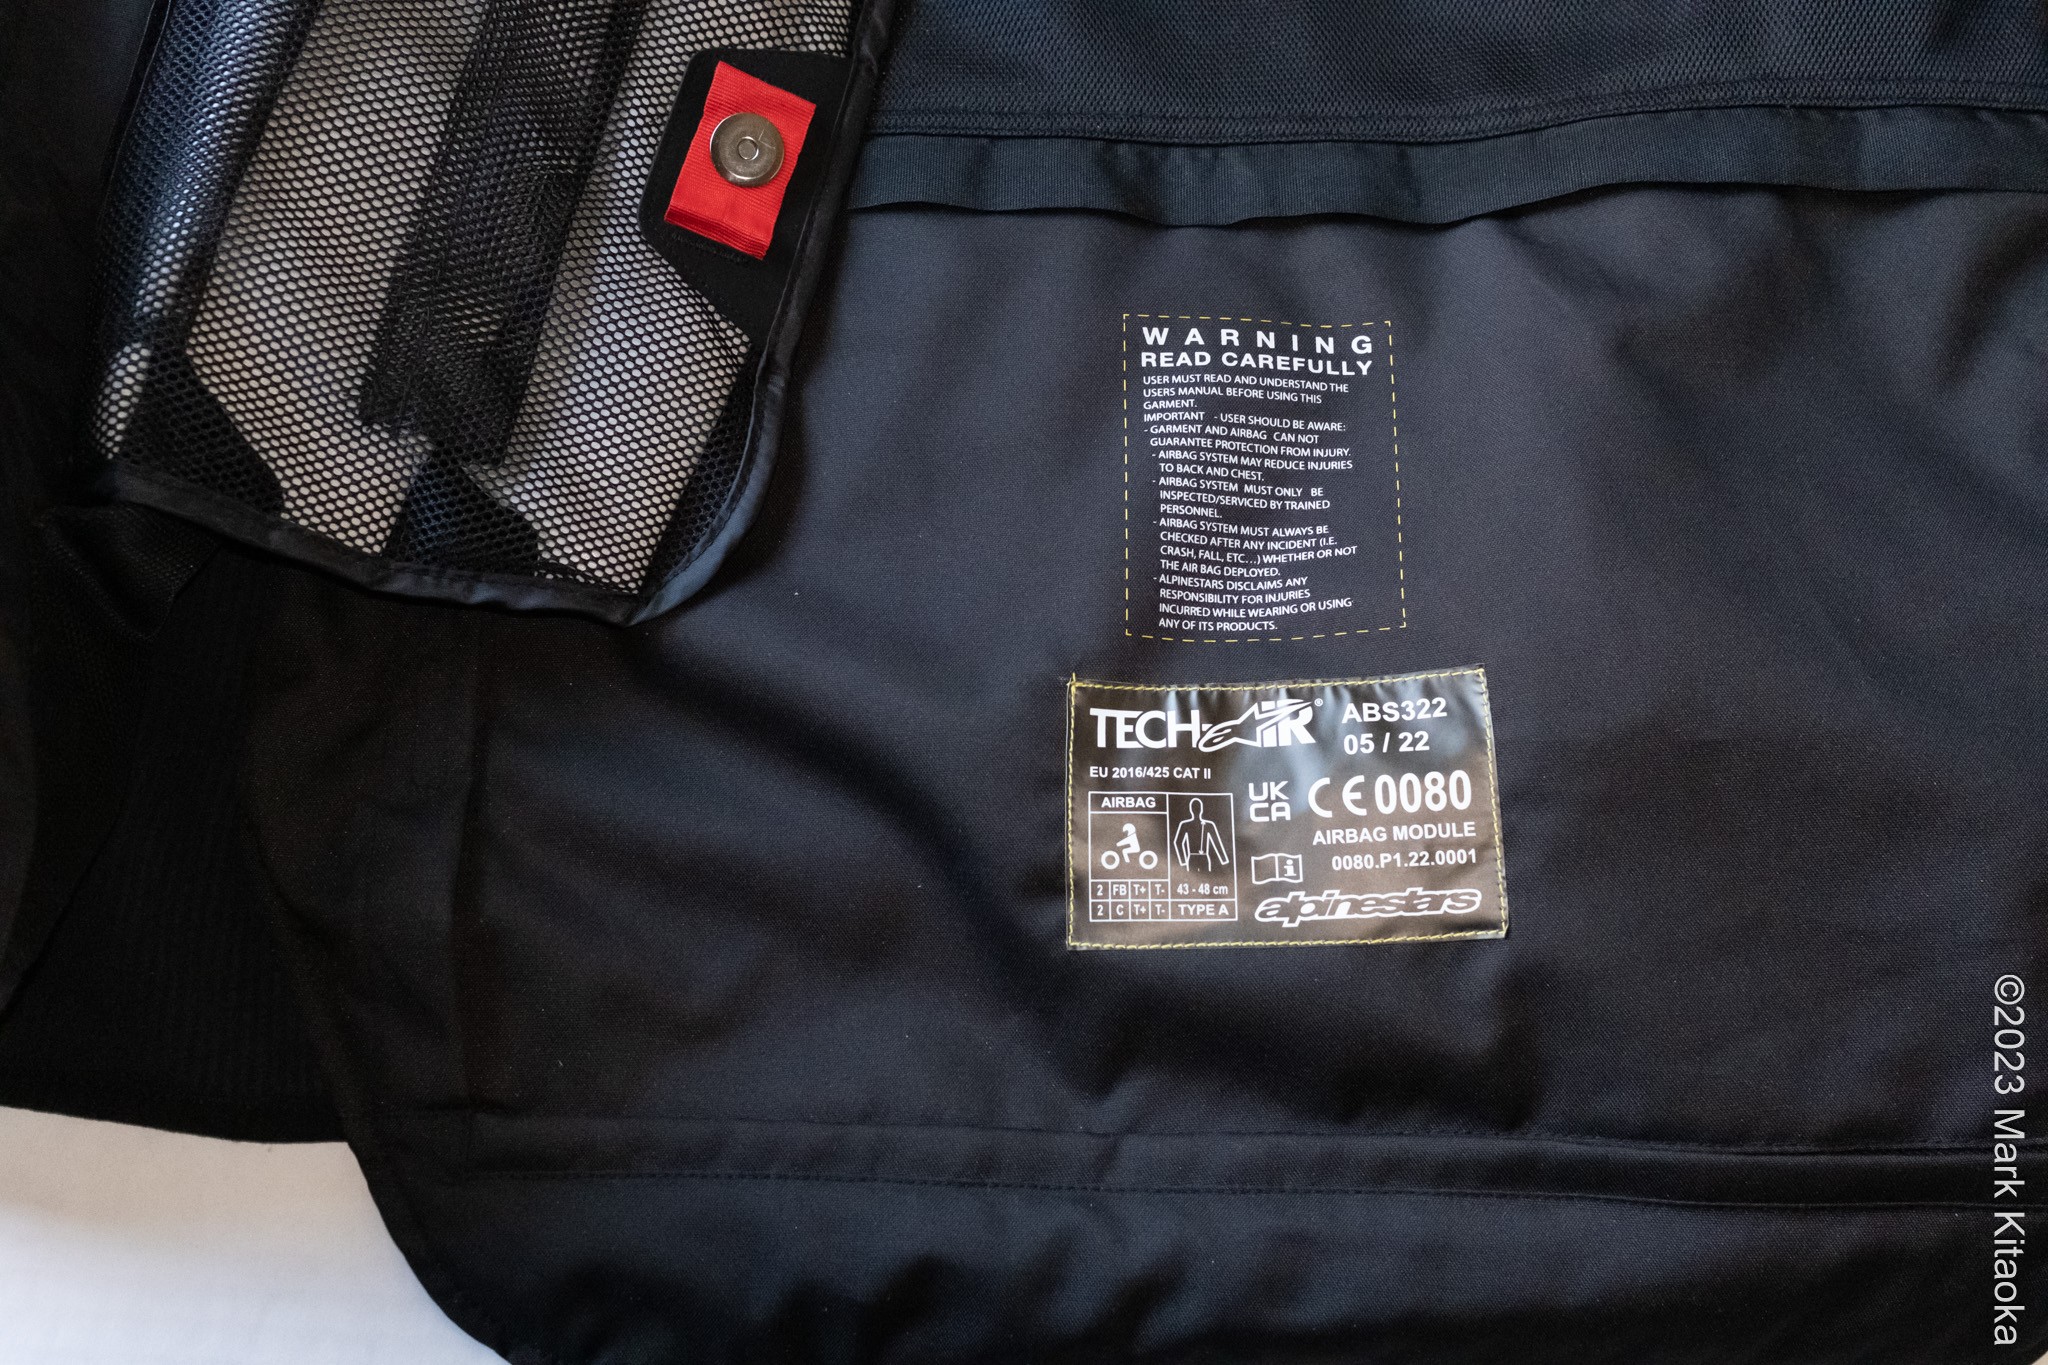 WARNING
READ CAREFULLY
USER MUST READ AND UNDERSTAND THE
USERS MANUAL BEFORE USING THIS
GARMENT.
IMPORTANT - USER SHOULD BE AWARE:
- GARMENT AND AIRBAG CAN NOT
GUARANTEE PROTECTION FROM INJURY.
- AIRBAG SYSTEM MAY REDUCE INJURIES
TO BACK AND CHEST.
- AIRBAG SYSTEM MUST ONLY BE
INSPECTED/SERVICED BY TRAINED
PERSONNEL.
- AIRBAG SYSTEM MUST ALWAYS BE
CHECKED AFTER ANY INCIDENT (I.E.
CRASH, FALL, ETC...) WHETHER OR NOT
THE AIR BAG DEPLOYED.
- ALPINESTARS DISCLAIMS ANY
RESPONSIBILITY FOR INJURIES
INCURRED WHILE WEARING OR USING
ANY OF ITS PRODUCTS.
TECH-AIR® ABS322
05 / 22
EU 2016/425 CAT II
AIRBAG
2 FB T+ T- 43 - 48 cm
2 C T+ T- TYPE A
UK
CA
CE0080
AIRBAG MODULE
i 0080.P1.22.0001
alpinestars
©2023 Mark Kitaoka